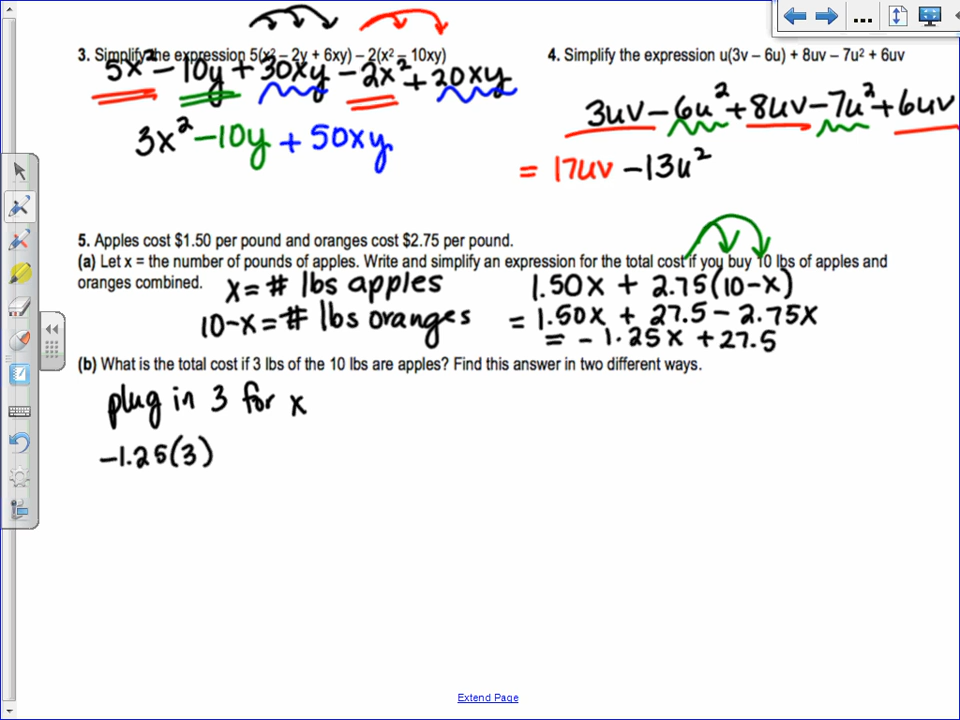 3. Simplify the expression 5(x² – 2y + 6xy) – 2(x² – 10xy)
5x² – 10y + 30xy – 2x² + 20xy
3x² – 10y + 50xy
4. Simplify the expression u(3v – 6u) + 8uv – 7u² + 6uv
3uv – 6u² + 8uv – 7u² + 6uv
= 17uv – 13u²
5. Apples cost $1.50 per pound and oranges cost $2.75 per pound.
(a) Let x = the number of pounds of apples. Write and simplify an expression for the total cost if you buy 10 lbs of apples and
oranges combined.
x = # lbs apples
10-x = # lbs oranges
1.50x + 2.75(10-x)
= 1.50x + 27.5 – 2.75x
= – 1.25x + 27.5
(b) What is the total cost if 3 lbs of the 10 lbs are apples? Find this answer in two different ways.
plug in 3 for x
–1.25(3)
Extend Page